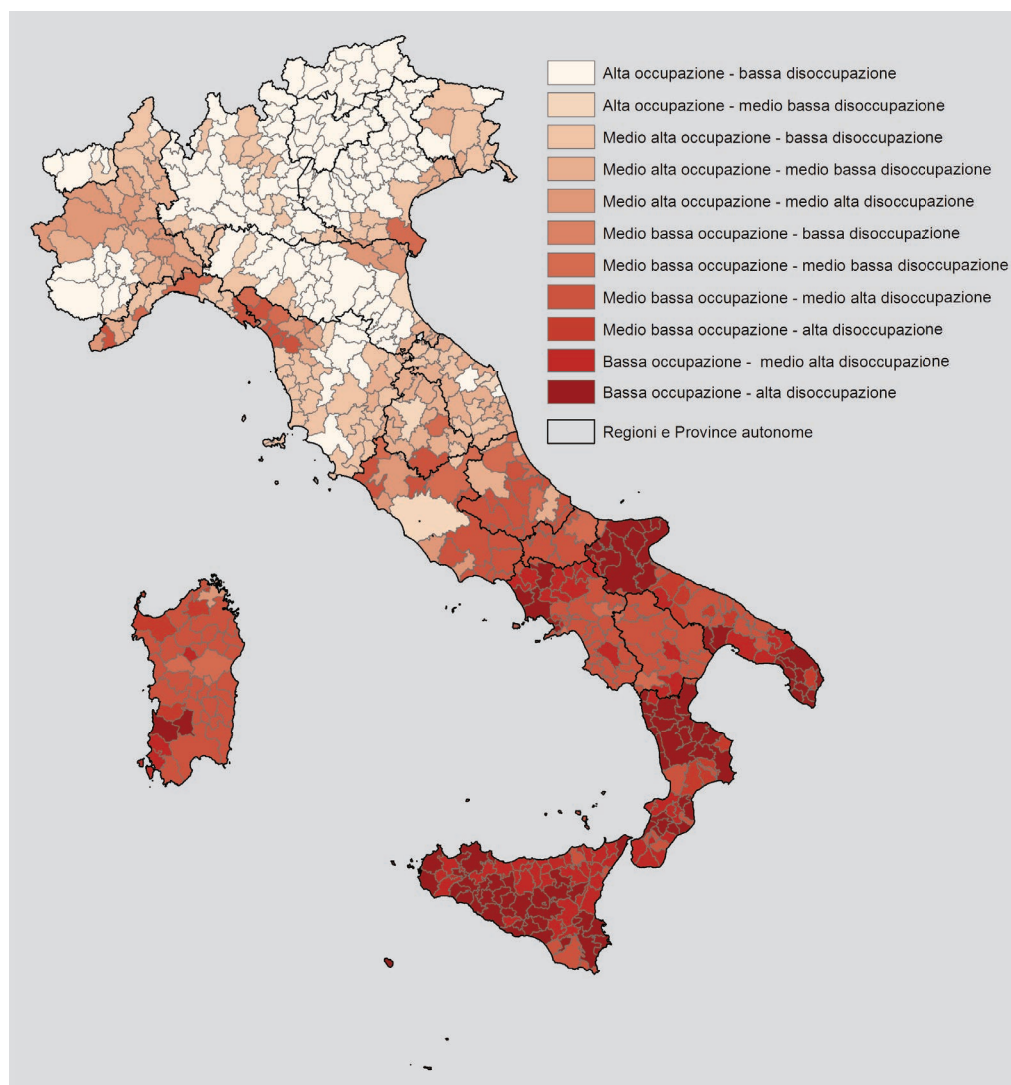 Alta occupazione - bassa disoccupazione
Alta occupazione - medio bassa disoccupazione
Medio alta occupazione - bassa disoccupazione
Medio alta occupazione - medio bassa disoccupazione
Medio alta occupazione - medio alta disoccupazione
Medio bassa occupazione - bassa disoccupazione
Medio bassa occupazione - medio bassa disoccupazione
Medio bassa occupazione - medio alta disoccupazione
Medio bassa occupazione - alta disoccupazione
Bassa occupazione - medio alta disoccupazione
Bassa occupazione - alta disoccupazione
Regioni e Province autonome